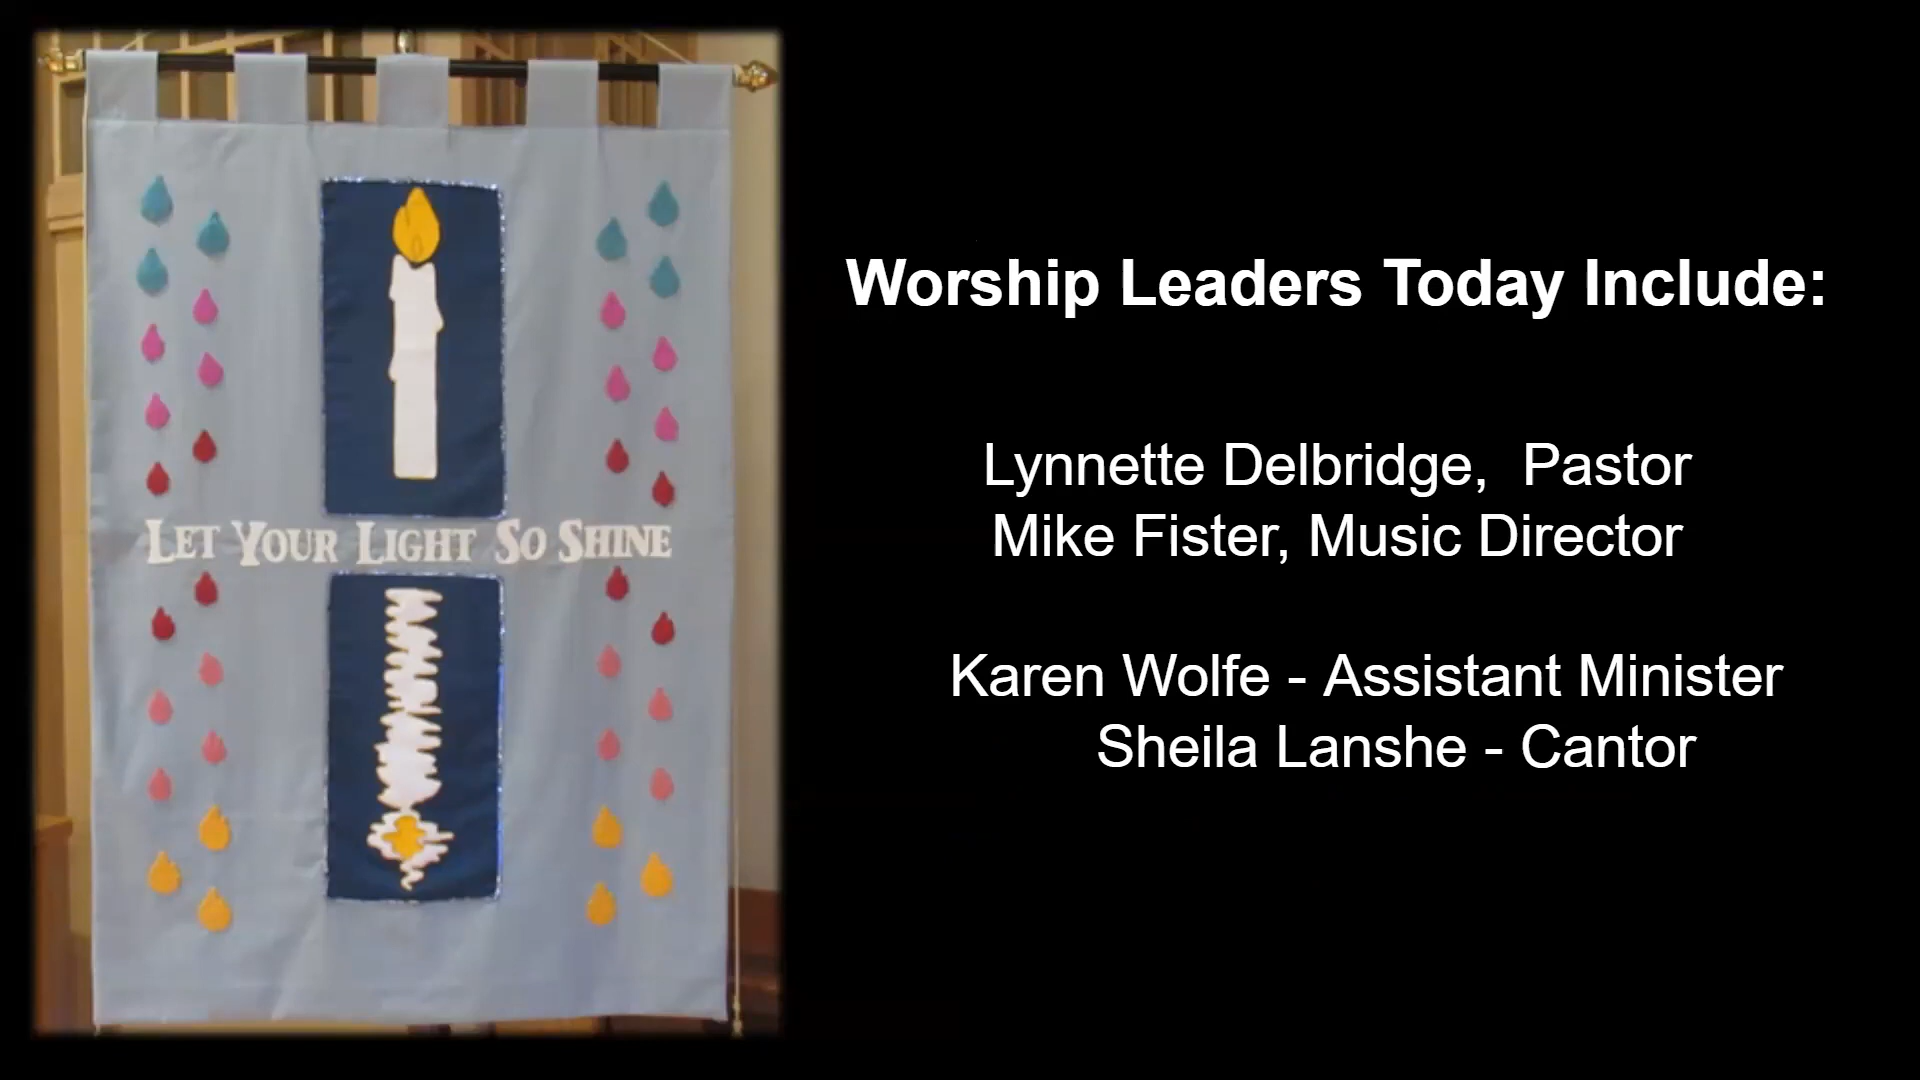 LET YOUR LIGHT SO SHINE
Worship Leaders Today Include:
Lynnette Delbridge, Pastor
Mike Fister, Music Director
Karen Wolfe - Assistant Minister
Sheila Lanshe - Cantor